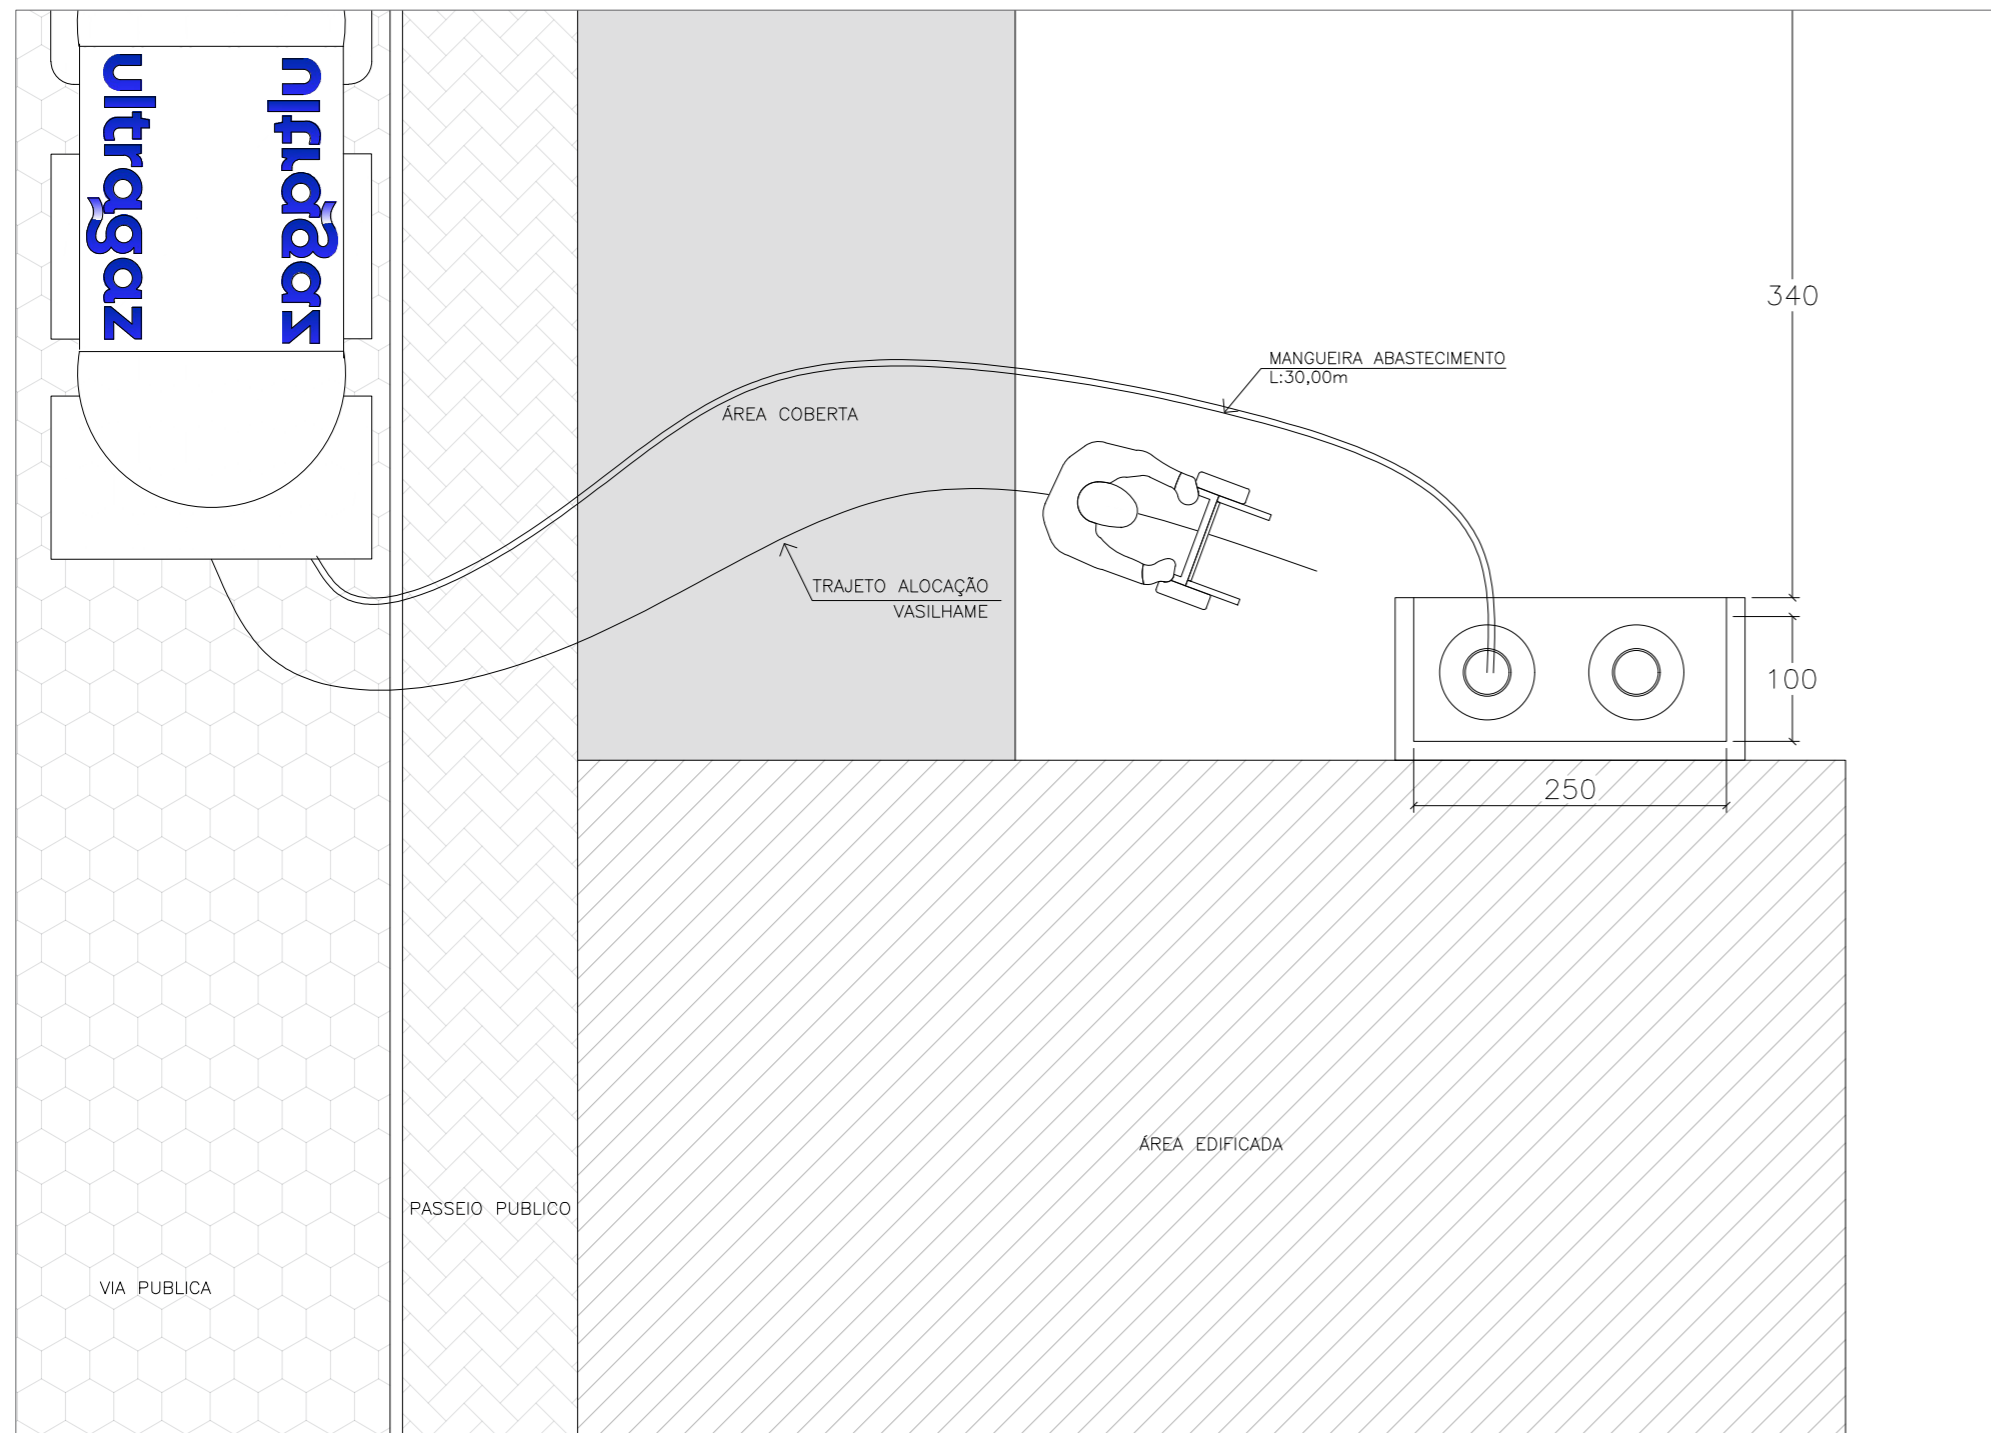 ultragaz
ultragaz
340
MANGUEIRA ABASTECIMENTO
L:30,00m
ÁREA COBERTA
TRAJETO ALOCAÇÃO
VASILHAME
100
250
ÁREA EDIFICADA
PASSEIO PUBLICO
VIA PUBLICA